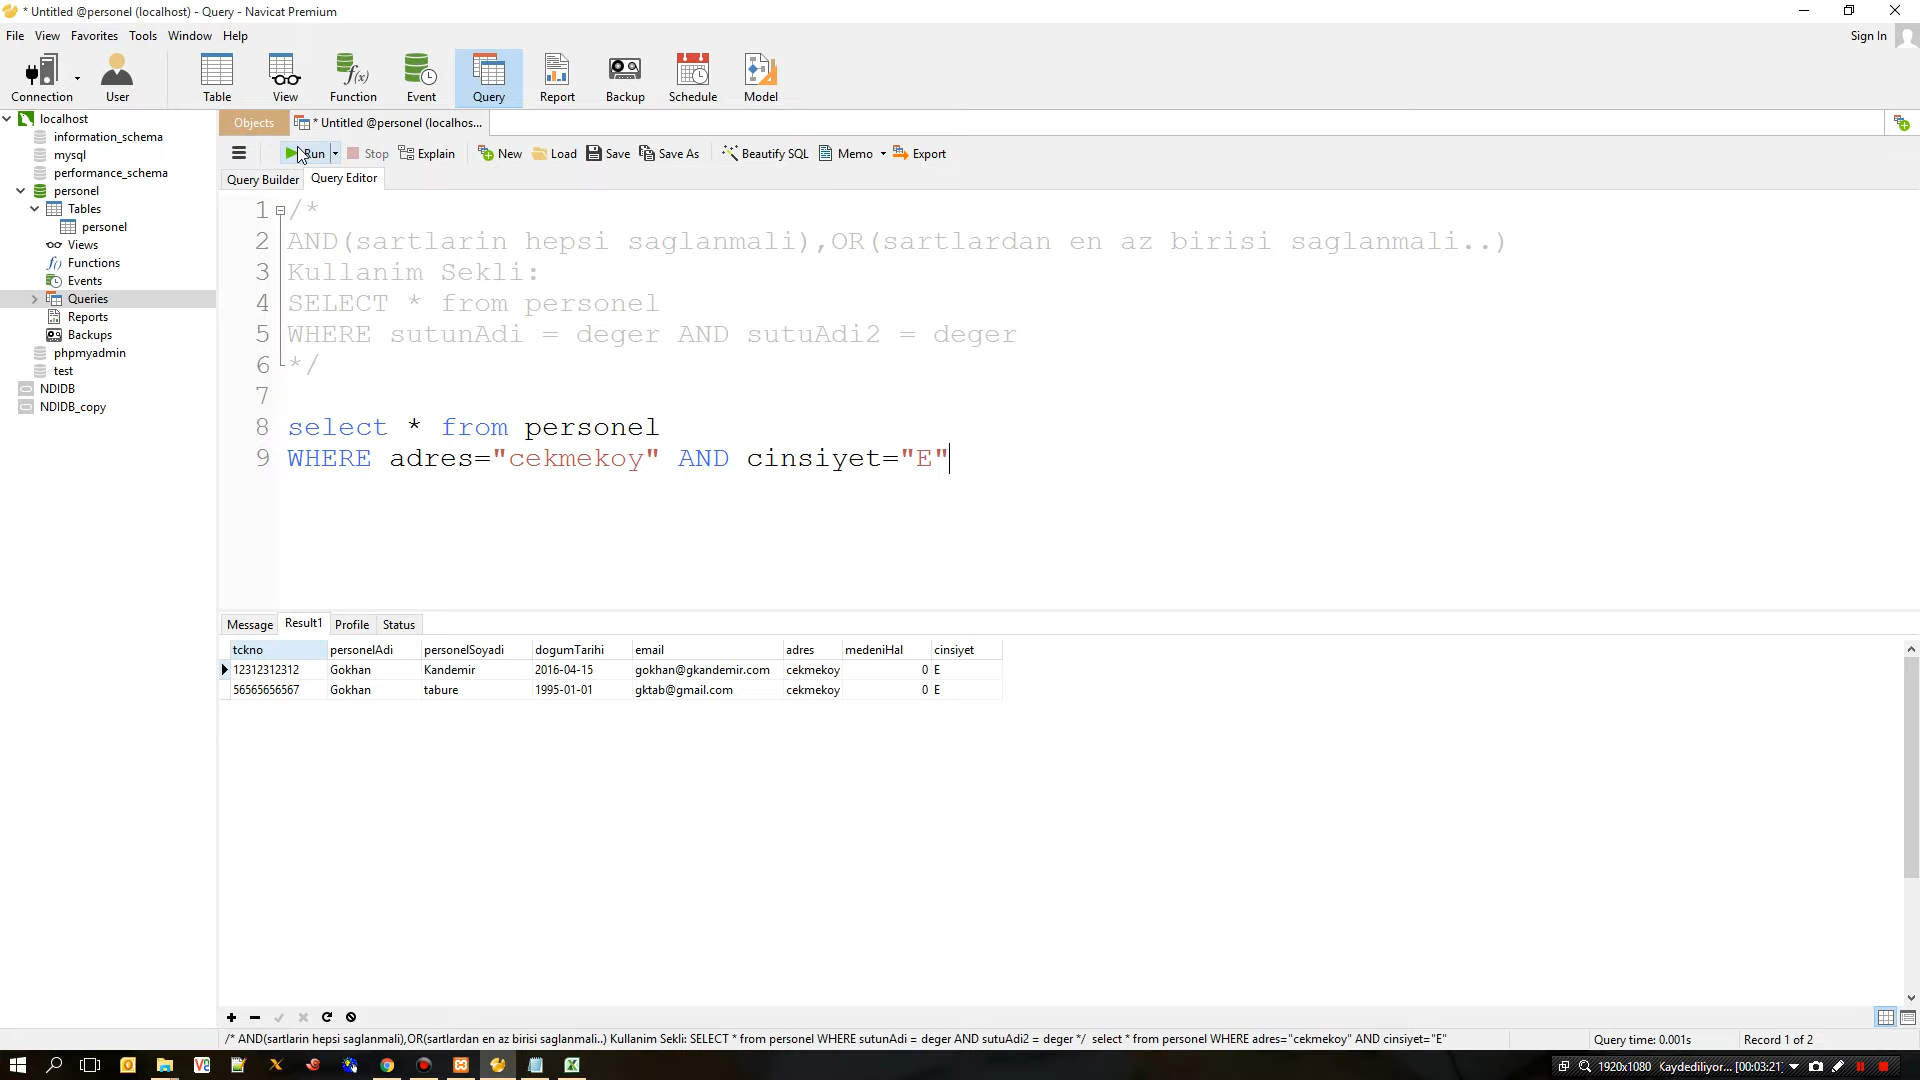 * Untitled @personel (localhost) - Query - Navicat Premium
File View Favorites Tools Window Help
Sign In
Connection User Table View Function Event Query Report Backup Schedule Model
Objects * Untitled @personel (localhos...
Run Stop Explain New Load Save Save As Beautify SQL Memo Export
Query Builder Query Editor
localhost
information_schema
mysql
performance_schema
personel
Tables
personel
Views
Functions
Events
Queries
Reports
Backups
phpmyadmin
test
NDIDB
NDIDB_copy
1 /*
2 AND(sartlarin hepsi saglanmali),OR(sartlardan en az birisi saglanmali..)
3 Kullanim Sekli:
4 SELECT * from personel
5 WHERE sutunAdi = deger AND sutuAdi2 = deger
6 */
7
8 select * from personel
9 WHERE adres="cekmekoy" AND cinsiyet="E"
Message Result1 Profile Status
tckno personelAdi personelSoyadi dogumTarihi email adres medeniHal cinsiyet
12312312312 Gokhan Kandemir 2016-04-15 gokhan@gkandemir.com cekmekoy 0 E
56565656567 Gokhan tabure 1995-01-01 gktab@gmail.com cekmekoy 0 E
/* AND(sartlarin hepsi saglanmali),OR(sartlardan en az birisi saglanmali..) Kullanim Sekli: SELECT * from personel WHERE sutunAdi = deger AND sutuAdi2 = deger */ select * from personel WHERE adres="cekmekoy" AND cinsiyet="E"
Query time: 0.001s Record 1 of 2
1920x1080 Kaydediliyor... [00:03:21]